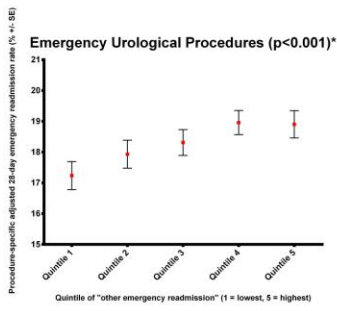 Emergency Urological Procedures (p<0.001)*
Procedure-specific adjusted 28-day emergency readmission rate (% +/- SE)
21
20
19
18
17
16
15
Quintile 1
Quintile 2
Quintile 3
Quintile 4
Quintile 5
Quintile of "other emergency readmission" (1 = lowest, 5 = highest)